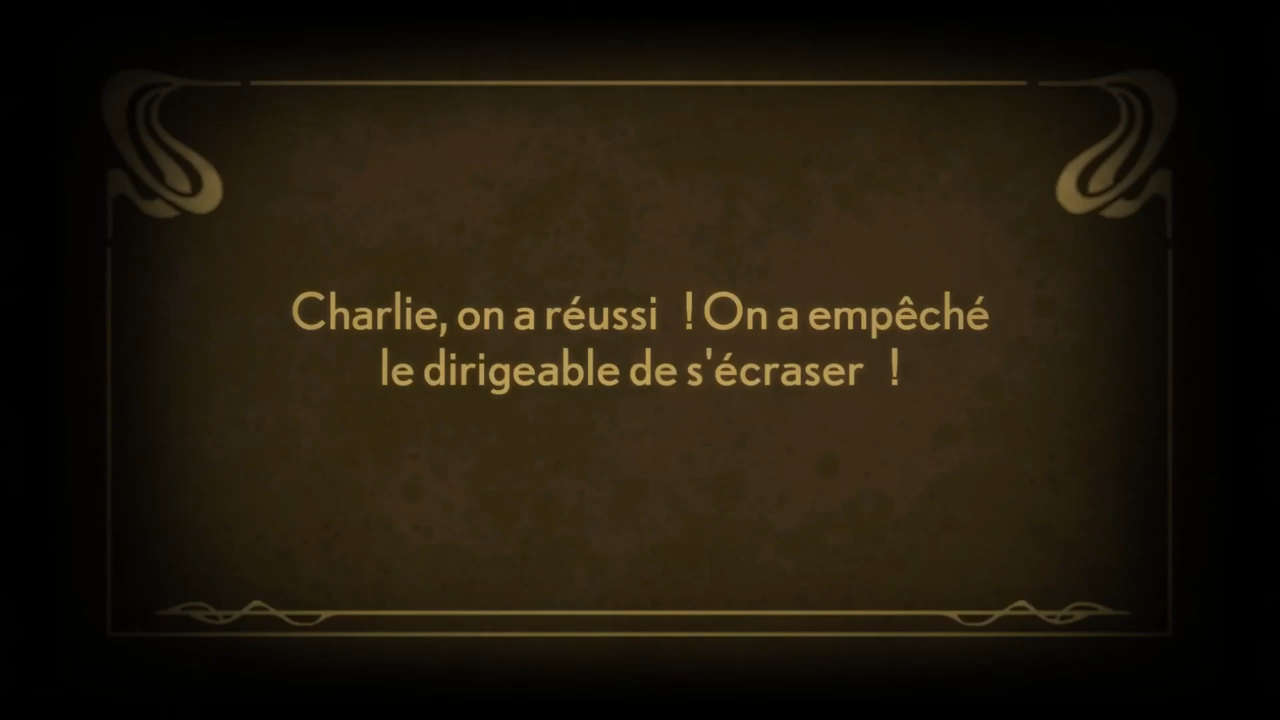 Charlie, on a réussi ! On a empêché
le dirigeable de s'écraser !